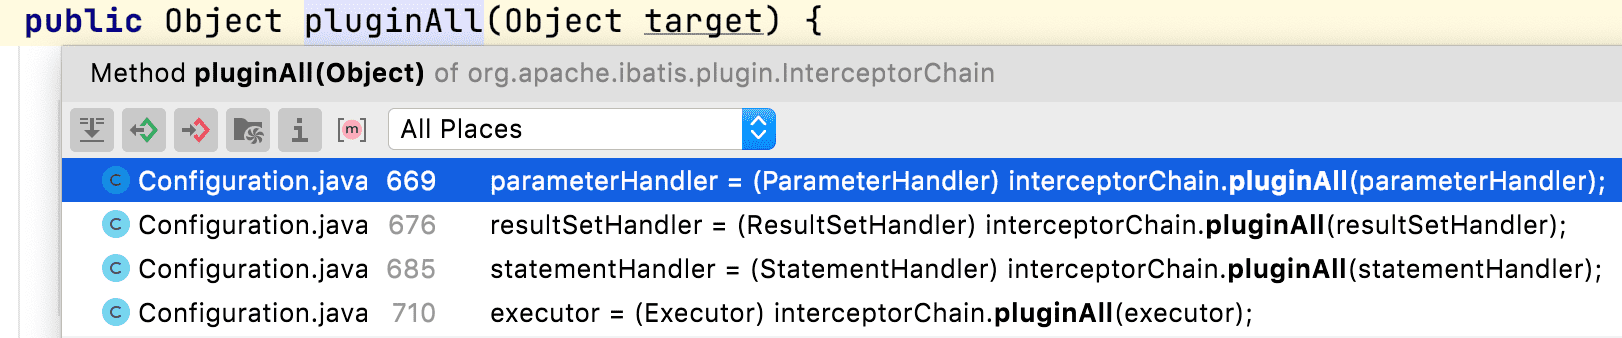 public Object pluginAll(Object target) {
Method pluginAll(Object) of org.apache.ibatis.plugin.InterceptorChain
All Places
Configuration.java 669 parameterHandler = (ParameterHandler) interceptorChain.pluginAll(parameterHandler);
Configuration.java 676 resultSetHandler = (ResultSetHandler) interceptorChain.pluginAll(resultSetHandler);
Configuration.java 685 statementHandler = (StatementHandler) interceptorChain.pluginAll(statementHandler);
Configuration.java 710 executor = (Executor) interceptorChain.pluginAll(executor);